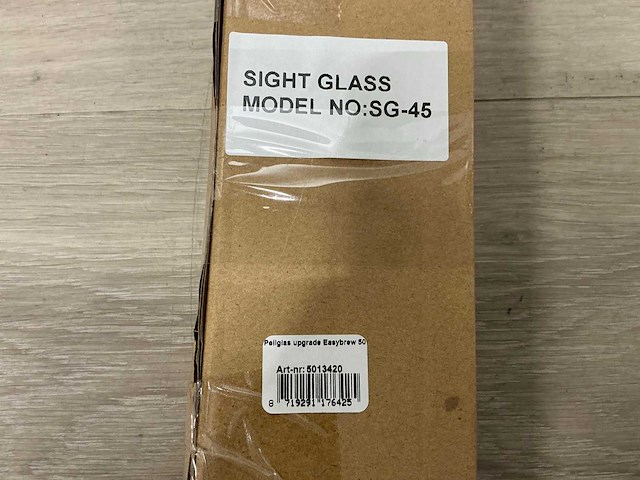 SIGHT GLASS
MODEL NO:SG-45
Peilglas upgrade Easybrew 50
Art-nr: 5013420
8 719291 176425